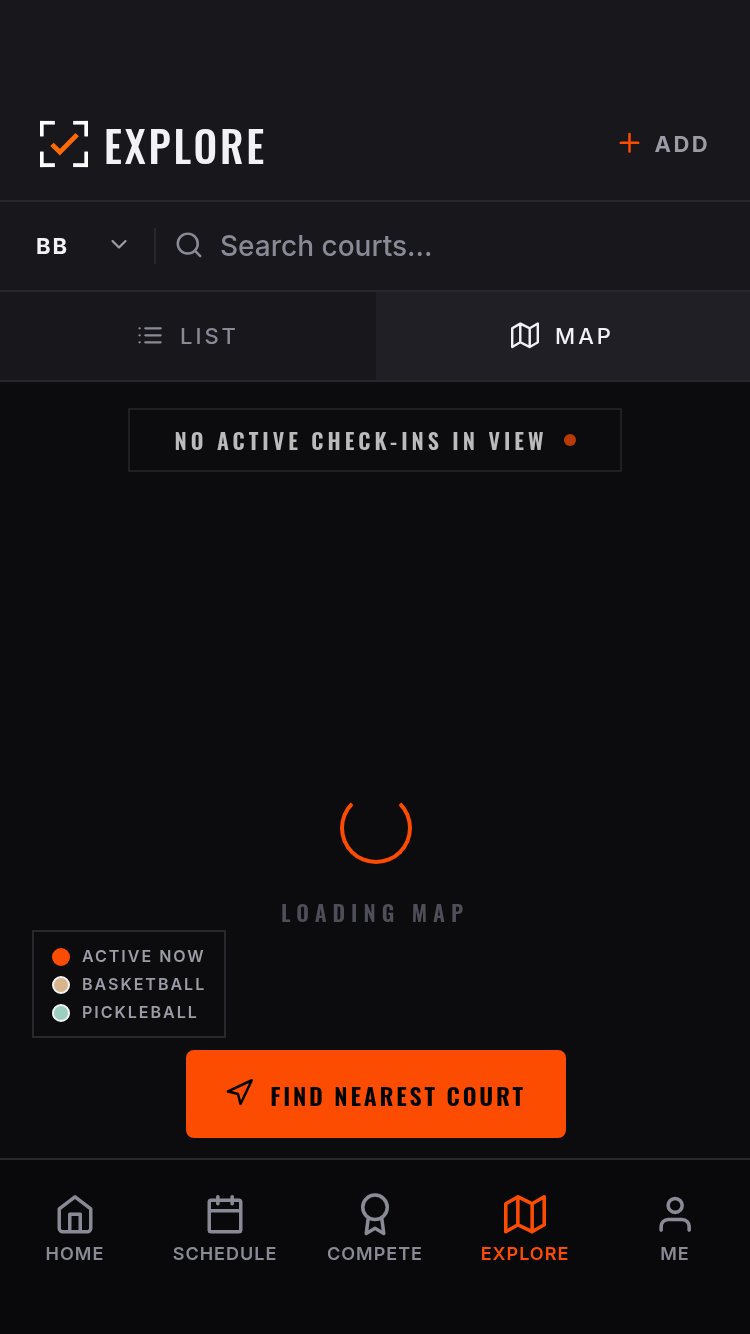 EXPLORE
ADD
BB
Search courts...
LIST
MAP
NO ACTIVE CHECK-INS IN VIEW
LOADING MAP
ACTIVE NOW
BASKETBALL
PICKLEBALL
FIND NEAREST COURT
HOME
SCHEDULE
COMPETE
EXPLORE
ME